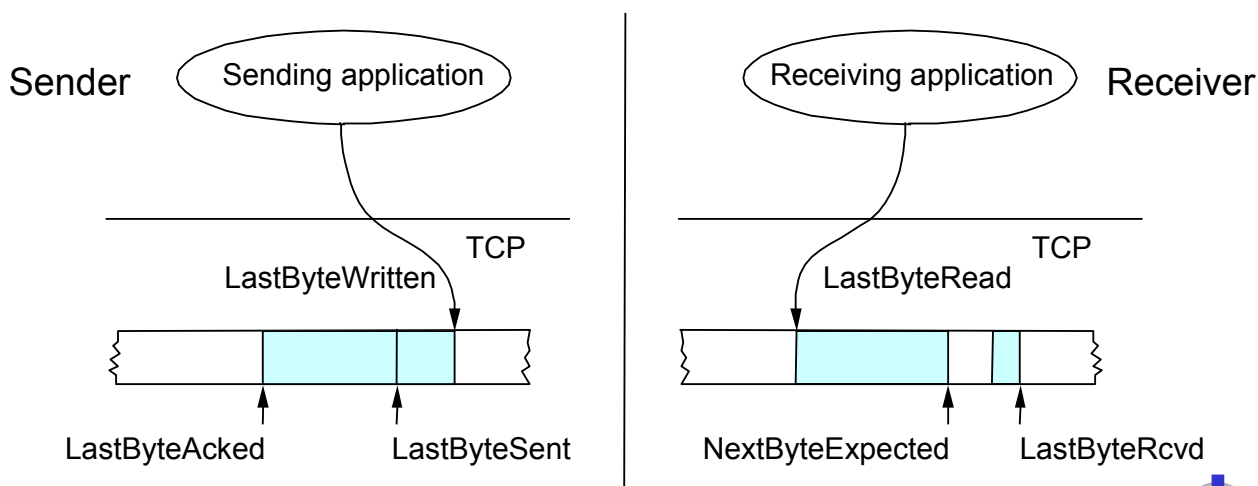 Sender
Sending application
TCP
LastByteWritten
LastByteAcked
LastByteSent
Receiving application
Receiver
TCP
LastByteRead
NextByteExpected
LastByteRcvd